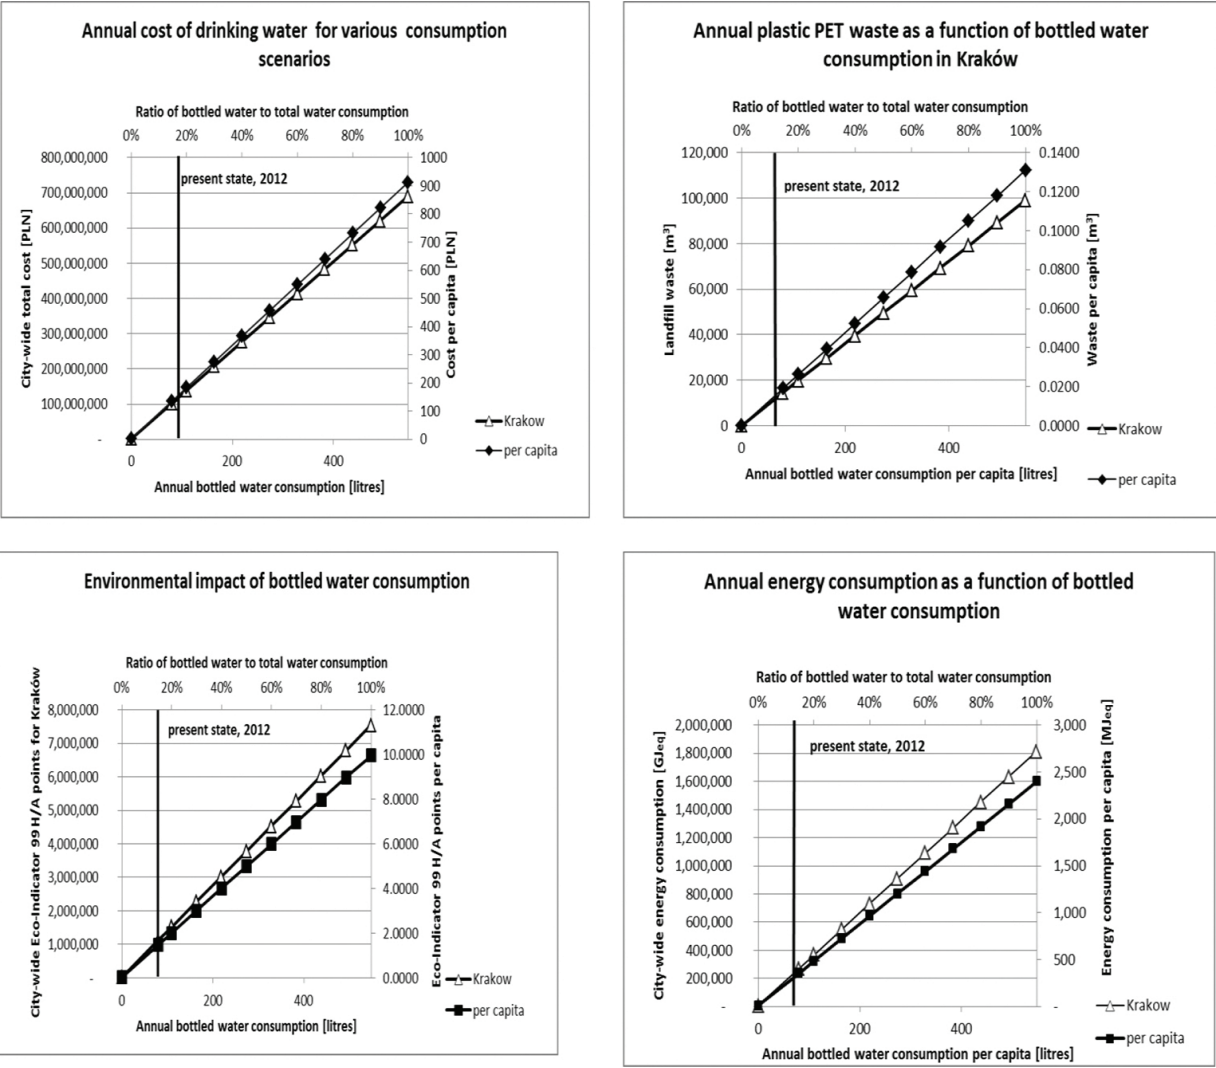 Annual cost of drinking water for various consumption
scenarios
Ratio of bottled water to total water consumption
0% 20% 40% 60% 80% 100%
800,000,000
700,000,000
600,000,000
500,000,000
400,000,000
300,000,000
200,000,000
100,000,000
-
City-wide total cost [PLN]
present state, 2012
1000
900
800
700
600
500
400
300
200
100
0
Cost per capita [PLN]
0 200 400
Annual bottled water consumption [litres]
Krakow
per capita
Annual plastic PET waste as a function of bottled water
consumption in Kraków
Ratio of bottled water to total water consumption
0% 20% 40% 60% 80% 100%
120,000
100,000
80,000
60,000
40,000
20,000
0
Landfill waste [m³]
present state, 2012
0.1400
0.1200
0.1000
0.0800
0.0600
0.0400
0.0200
0.0000
Waste per capita [m³]
0 200 400
Annual bottled water consumption per capita [litres]
Krakow
per capita
Environmental impact of bottled water consumption
Ratio of bottled water to total water consumption
0% 20% 40% 60% 80% 100%
8,000,000
7,000,000
6,000,000
5,000,000
4,000,000
3,000,000
2,000,000
1,000,000
-
City-wide Eco-Indicator 99 H/A points for Kraków
present state, 2012
12.0000
10.0000
8.0000
6.0000
4.0000
2.0000
0.0000
Eco-Indicator 99 H/A points per capita
0 200 400
Annual bottled water consumption [litres]
Krakow
per capita
Annual energy consumption as a function of bottled
water consumption
Ratio of bottled water to total water consumption
0% 20% 40% 60% 80% 100%
2,000,000
1,800,000
1,600,000
1,400,000
1,200,000
1,000,000
800,000
600,000
400,000
200,000
-
City-wide energy consumption [GJeq]
present state, 2012
3,000
2,500
2,000
1,500
1,000
500
-
Energy consumption per capita [MJeq]
0 200 400
Annual bottled water consumption per capita [litres]
Krakow
per capita